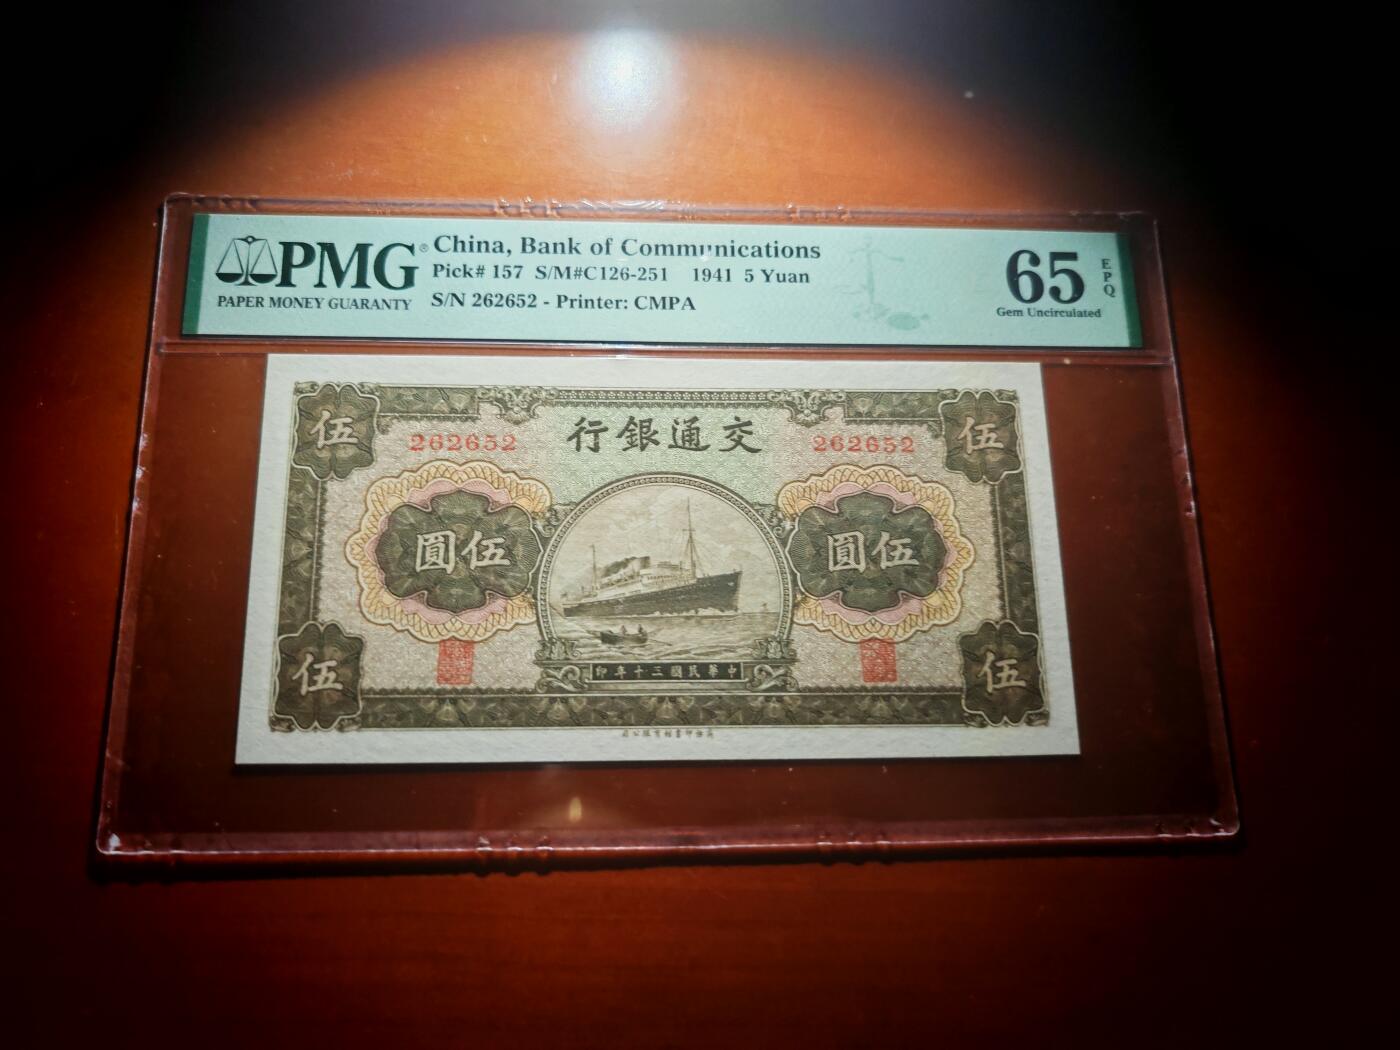 PMG®
PAPER MONEY GUARANTY
China, Bank of Communications
Pick# 157 S/M#C126-251 1941 5 Yuan
S/N 262652 - Printer: CMPA
65 EPQ
Gem Uncirculated
伍 伍
262652 行銀通交 262652
圓伍 圓伍
印年十三國民華中
伍 伍